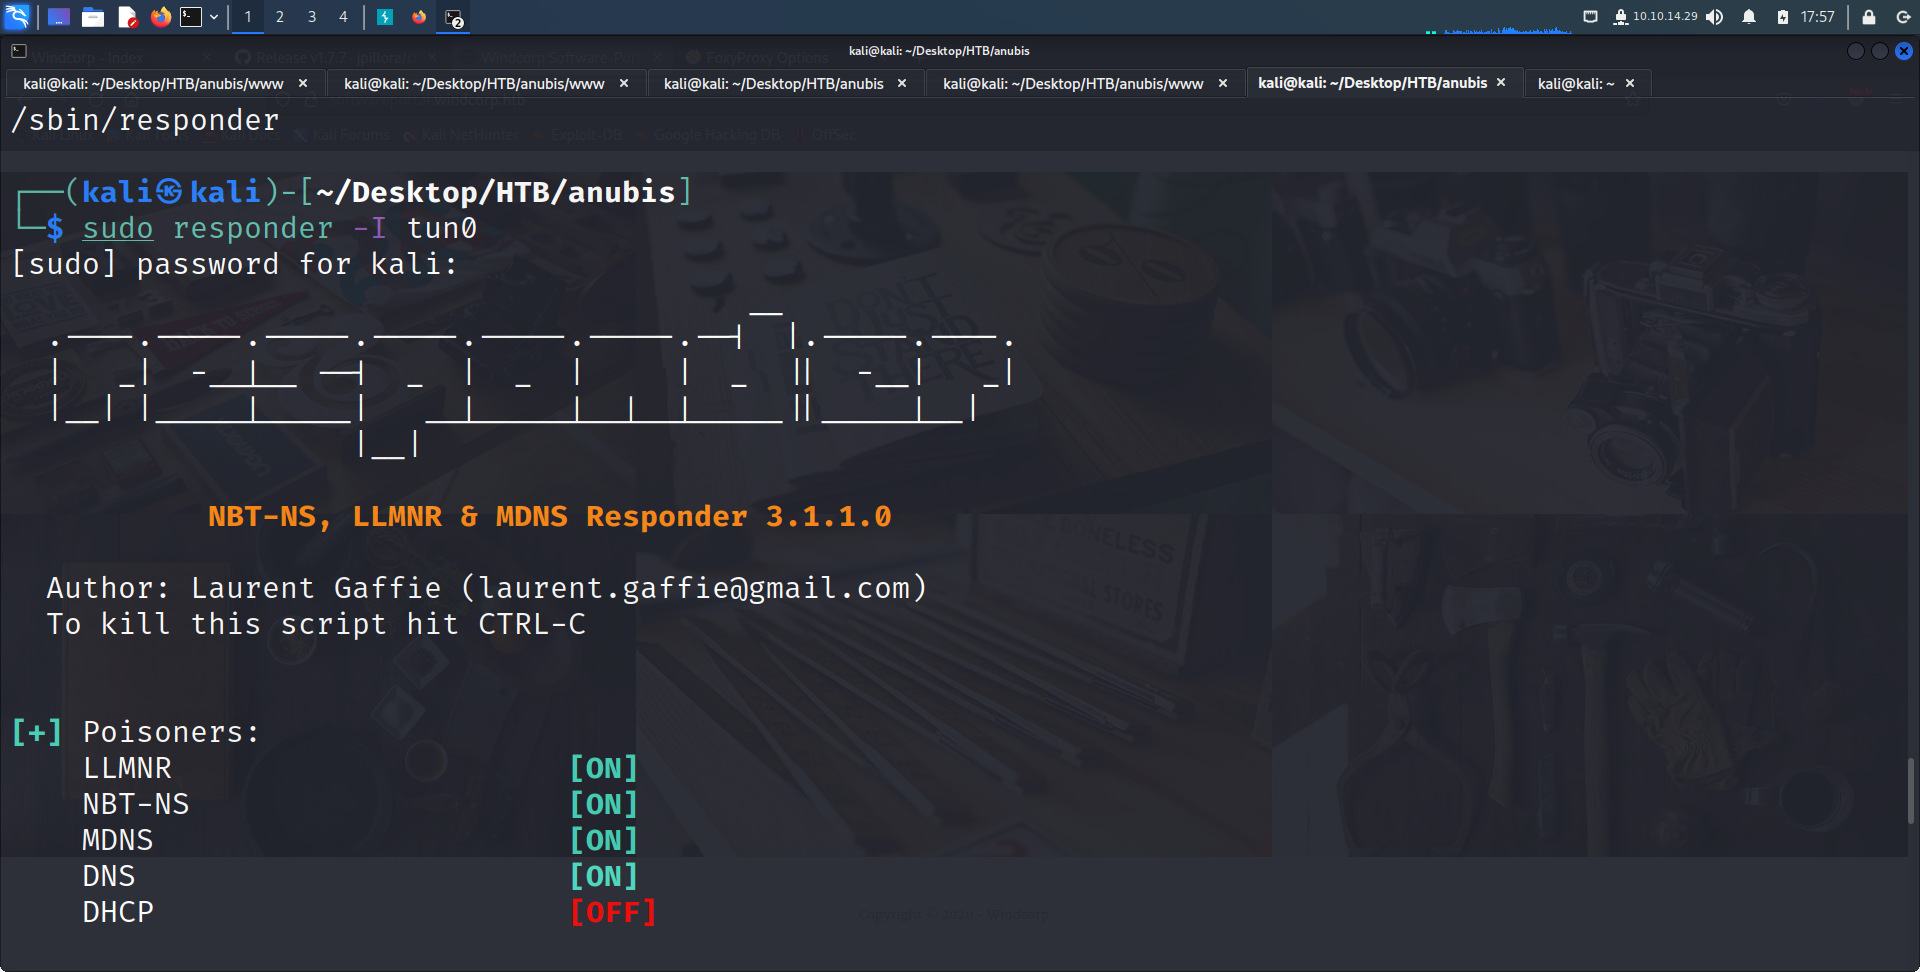 1 2 3 4 10.10.14.29 17:57
kali@kali: ~/Desktop/HTB/anubis
kali@kali: ~/Desktop/HTB/anubis/www kali@kali: ~/Desktop/HTB/anubis/www kali@kali: ~/Desktop/HTB/anubis kali@kali: ~/Desktop/HTB/anubis/www kali@kali: ~/Desktop/HTB/anubis kali@kali: ~
/sbin/responder
┌──(kali㉿kali)-[~/Desktop/HTB/anubis]
└─$ sudo responder -I tun0
[sudo] password for kali:
NBT-NS, LLMNR & MDNS Responder 3.1.1.0
Author: Laurent Gaffie (laurent.gaffie@gmail.com)
To kill this script hit CTRL-C
[+] Poisoners:
LLMNR [ON]
NBT-NS [ON]
MDNS [ON]
DNS [ON]
DHCP [OFF]